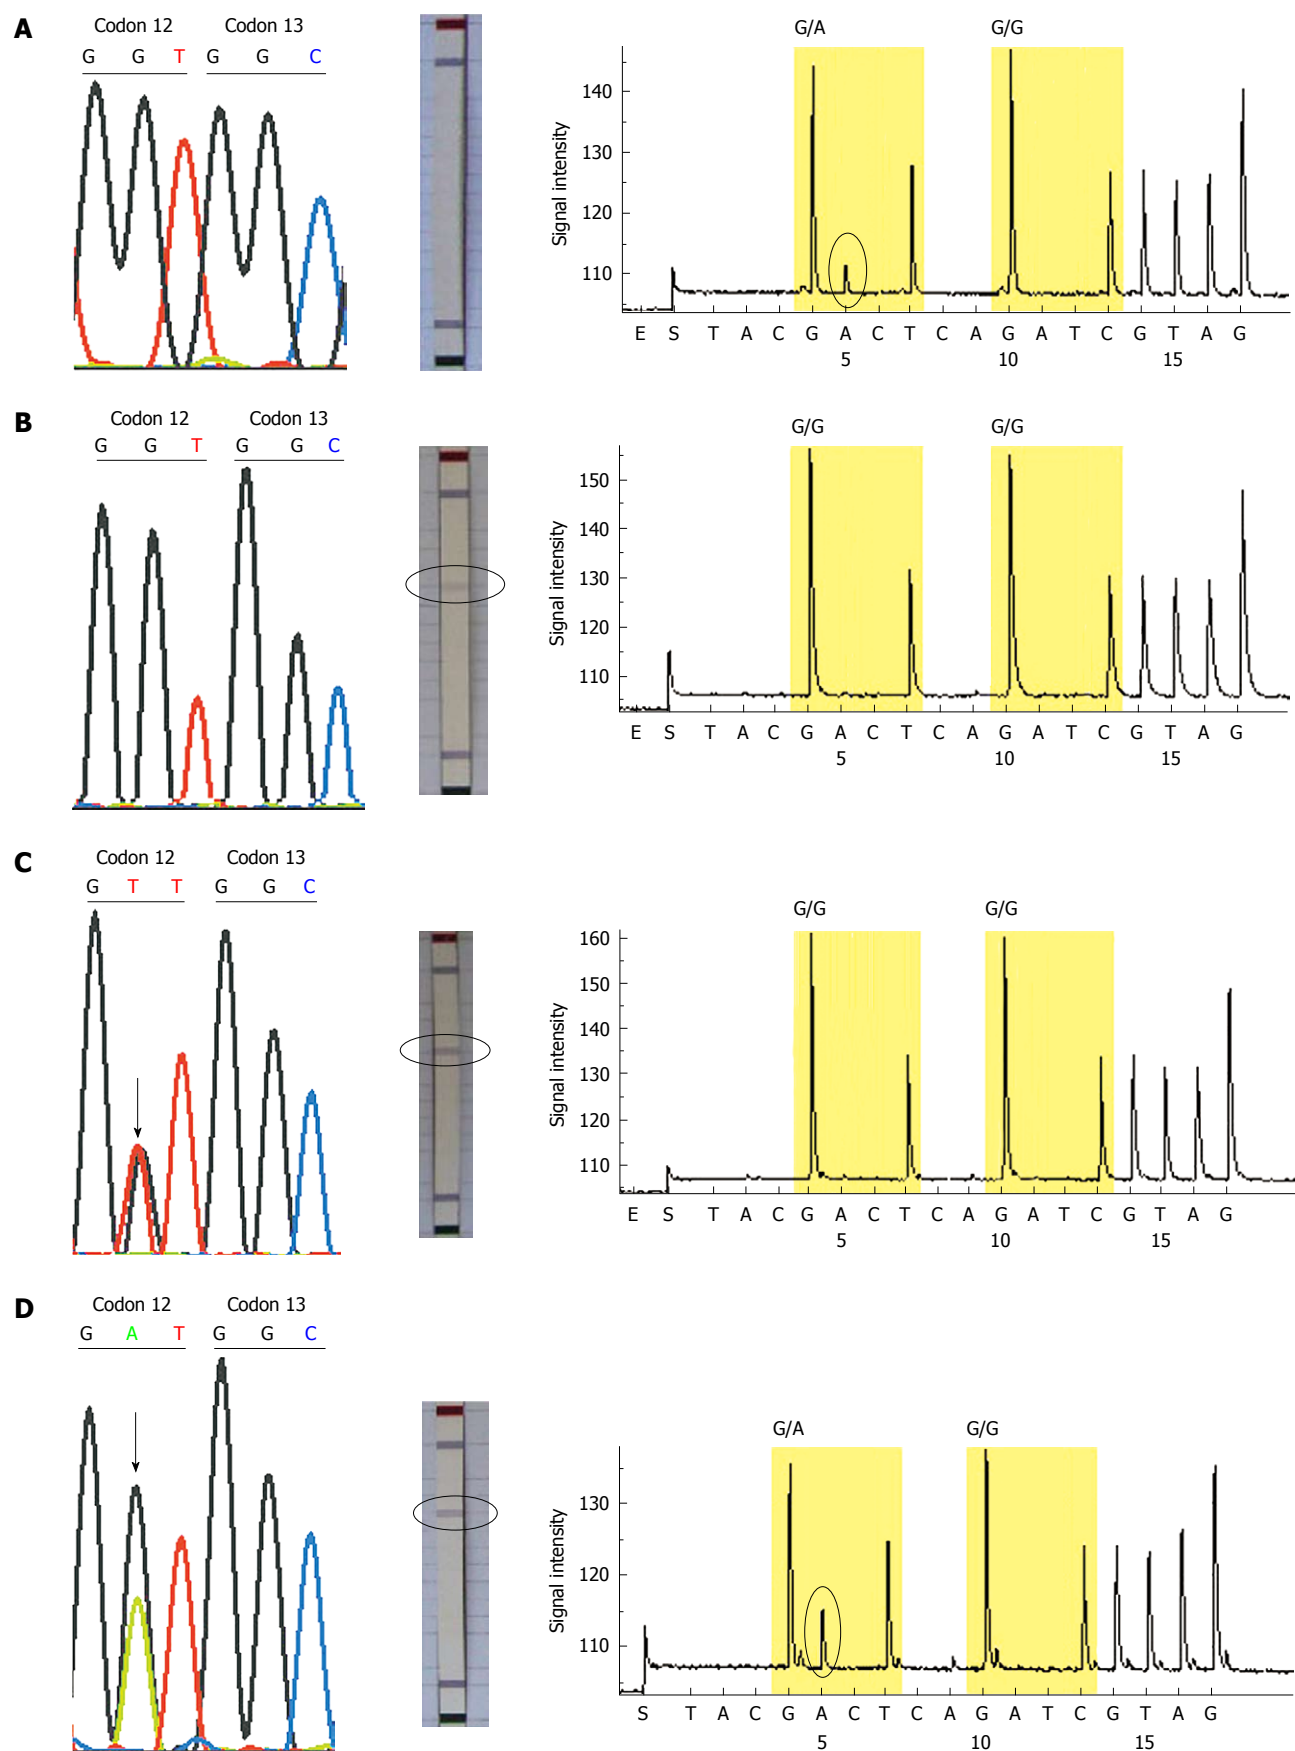 A
Codon 12 Codon 13
G G T G G C
G/A G/G
Signal intensity
140
130
120
110
E S T A C G A C T C A G A T C G T A G
5 10 15
B
Codon 12 Codon 13
G G T G G C
G/G G/G
Signal intensity
150
140
130
120
110
E S T A C G A C T C A G A T C G T A G
5 10 15
C
Codon 12 Codon 13
G T T G G C
G/G G/G
Signal intensity
160
150
140
130
120
110
E S T A C G A C T C A G A T C G T A G
5 10 15
D
Codon 12 Codon 13
G A T G G C
G/A G/G
Signal intensity
130
120
110
S T A C G A C T C A G A T C G T A G
5 10 15